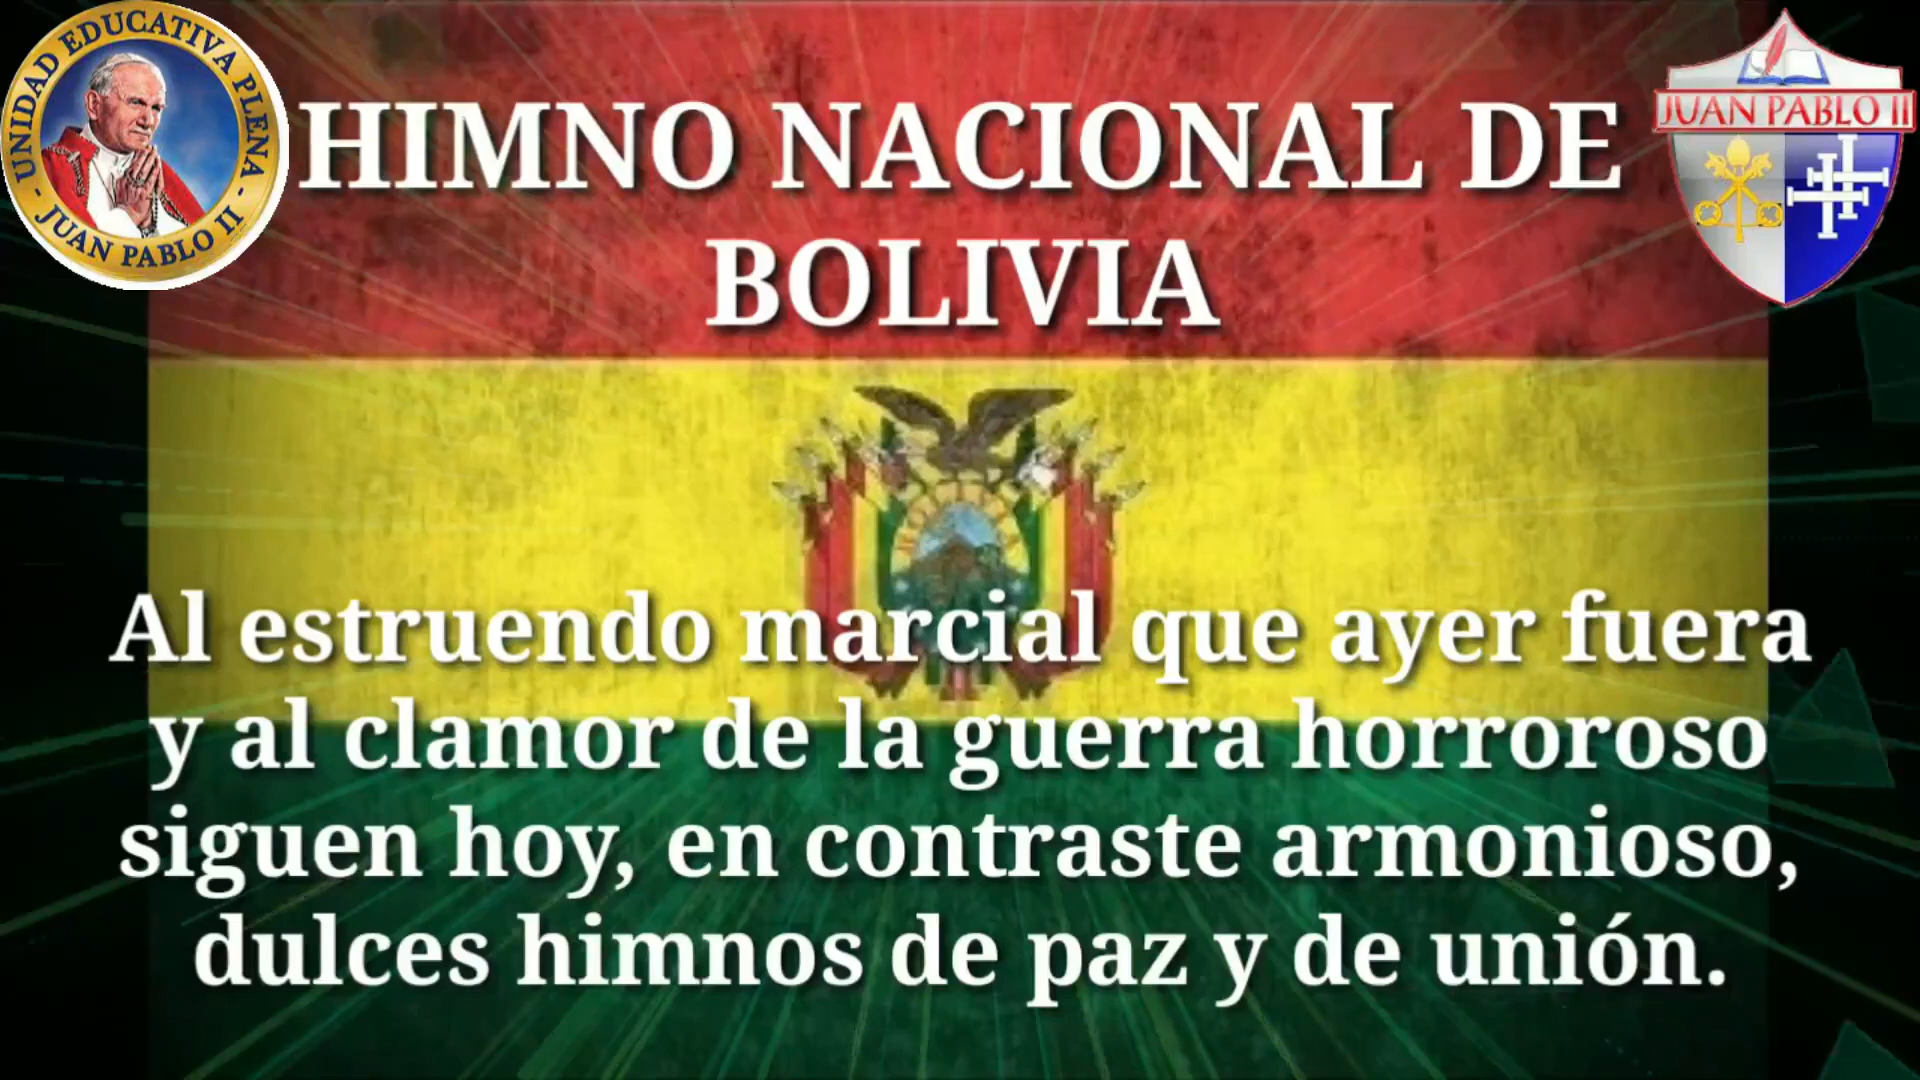 UNIDAD EDUCATIVA PLENA
- JUAN PABLO II -
HIMNO NACIONAL DE
BOLIVIA
JUAN PABLO II
Al estruendo marcial que ayer fuera
y al clamor de la guerra horroroso
siguen hoy, en contraste armonioso,
dulces himnos de paz y de unión.